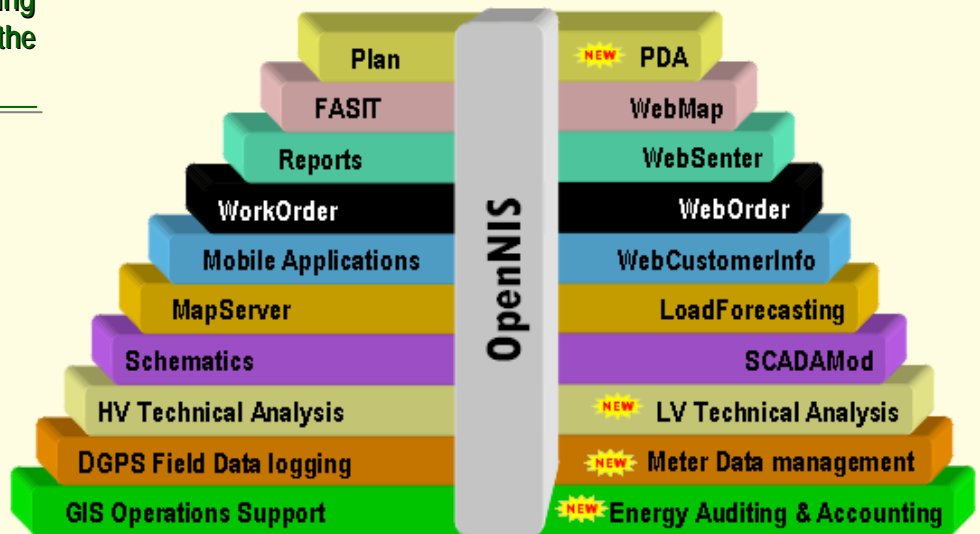 the
Plan NEW PDA
FASIT WebMap
Reports WebSenter
WorkOrder WebOrder
Mobile Applications WebCustomerInfo
MapServer LoadForecasting
Schematics SCADAMod
HV Technical Analysis NEW LV Technical Analysis
DGPS Field Data logging NEW Meter Data management
GIS Operations Support NEW Energy Auditing & Accounting
OpenNIS